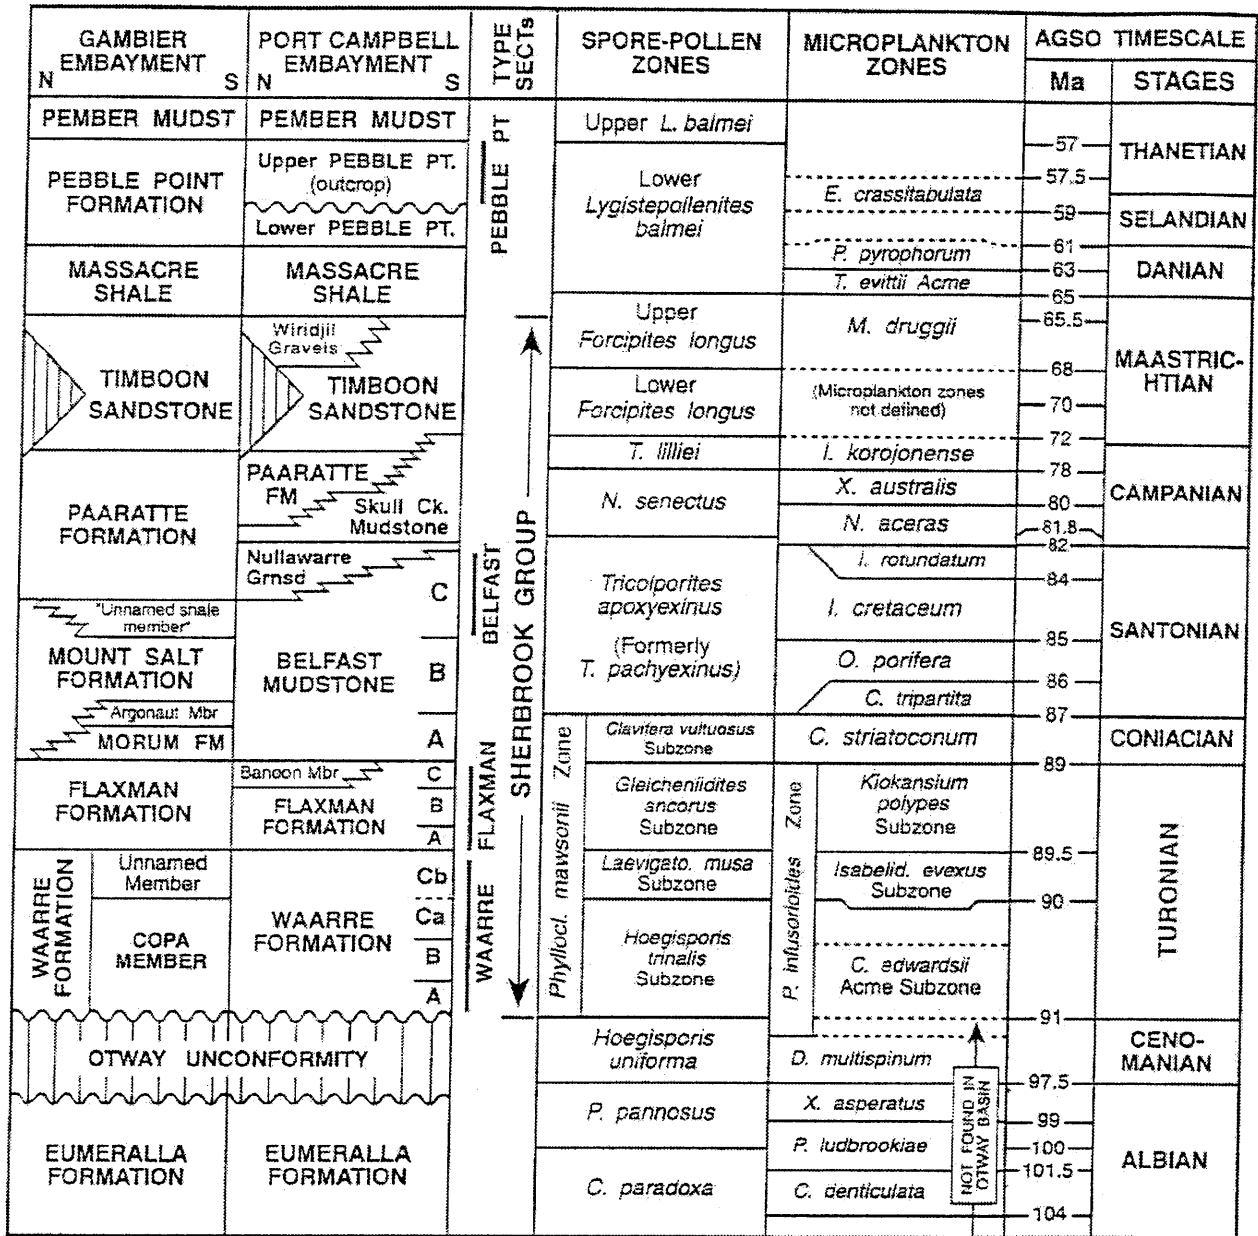 GAMBIER
EMBAYMENT
N S
PORT CAMPBELL
EMBAYMENT
N S
TYPE
SECTs
SPORE-POLLEN
ZONES
MICROPLANKTON
ZONES
AGSO TIMESCALE
Ma
STAGES
PEMBER MUDST
PEBBLE POINT
FORMATION
MASSACRE
SHALE
TIMBOON
SANDSTONE
PAARATTE
FORMATION
"Unnamed shale
member"
MOUNT SALT
FORMATION
Argonaut Mbr
MORUM FM
FLAXMAN
FORMATION
WAARRE
FORMATION
Unnamed
Member
COPA
MEMBER
OTWAY UNCONFORMITY
EUMERALLA
FORMATION
PEMBER MUDST
Upper PEBBLE PT.
(outcrop)
Lower PEBBLE PT.
MASSACRE
SHALE
Wiridjil
Gravels
TIMBOON
SANDSTONE
PAARATTE
FM
Skull Ck.
Mudstone
Nullawarre
Grnsd
C
BELFAST
MUDSTONE
B
A
Banoon Mbr
C
FLAXMAN
FORMATION
B
A
Cb
WAARRE
FORMATION
Ca
B
A
EUMERALLA
FORMATION
PEBBLE PT
BELFAST
FLAXMAN
WAARRE
SHERBROOK GROUP
Upper L. balmei
Lower
Lygistepollenites
balmei
Upper
Forcipites longus
Lower
Forcipites longus
T. lilliei
N. senectus
Tricolporites
apoxyexinus
(Formerly
T. pachyexinus)
Phyllocl. mawsonii Zone
Clavifera vultuosus
Subzone
Gleicheniidites
ancorus
Subzone
Laevigato. musa
Subzone
Hoegisporis
trinalis
Subzone
Hoegisporis
uniforma
P. pannosus
C. paradoxa
E. crassitabulata
P. pyrophorum
T. evittii Acme
M. druggii
(Microplankton zones
not defined)
I. korojonense
X. australis
N. aceras
I. rotundatum
I. cretaceum
O. porifera
C. tripartita
C. striatoconum
P. infusorioides Zone
Kiokansium
polypes
Subzone
Isabelid. evexus
Subzone
C. edwardsii
Acme Subzone
D. multispinum
X. asperatus
P. ludbrookiae
C. denticulata
NOT FOUND IN
OTWAY BASIN
57
57.5
59
61
63
65
65.5
68
70
72
78
80
81.8
82
84
85
86
87
89
89.5
90
91
97.5
99
100
101.5
104
THANETIAN
SELANDIAN
DANIAN
MAASTRIC-
HTIAN
CAMPANIAN
SANTONIAN
CONIACIAN
TURONIAN
CENO-
MANIAN
ALBIAN